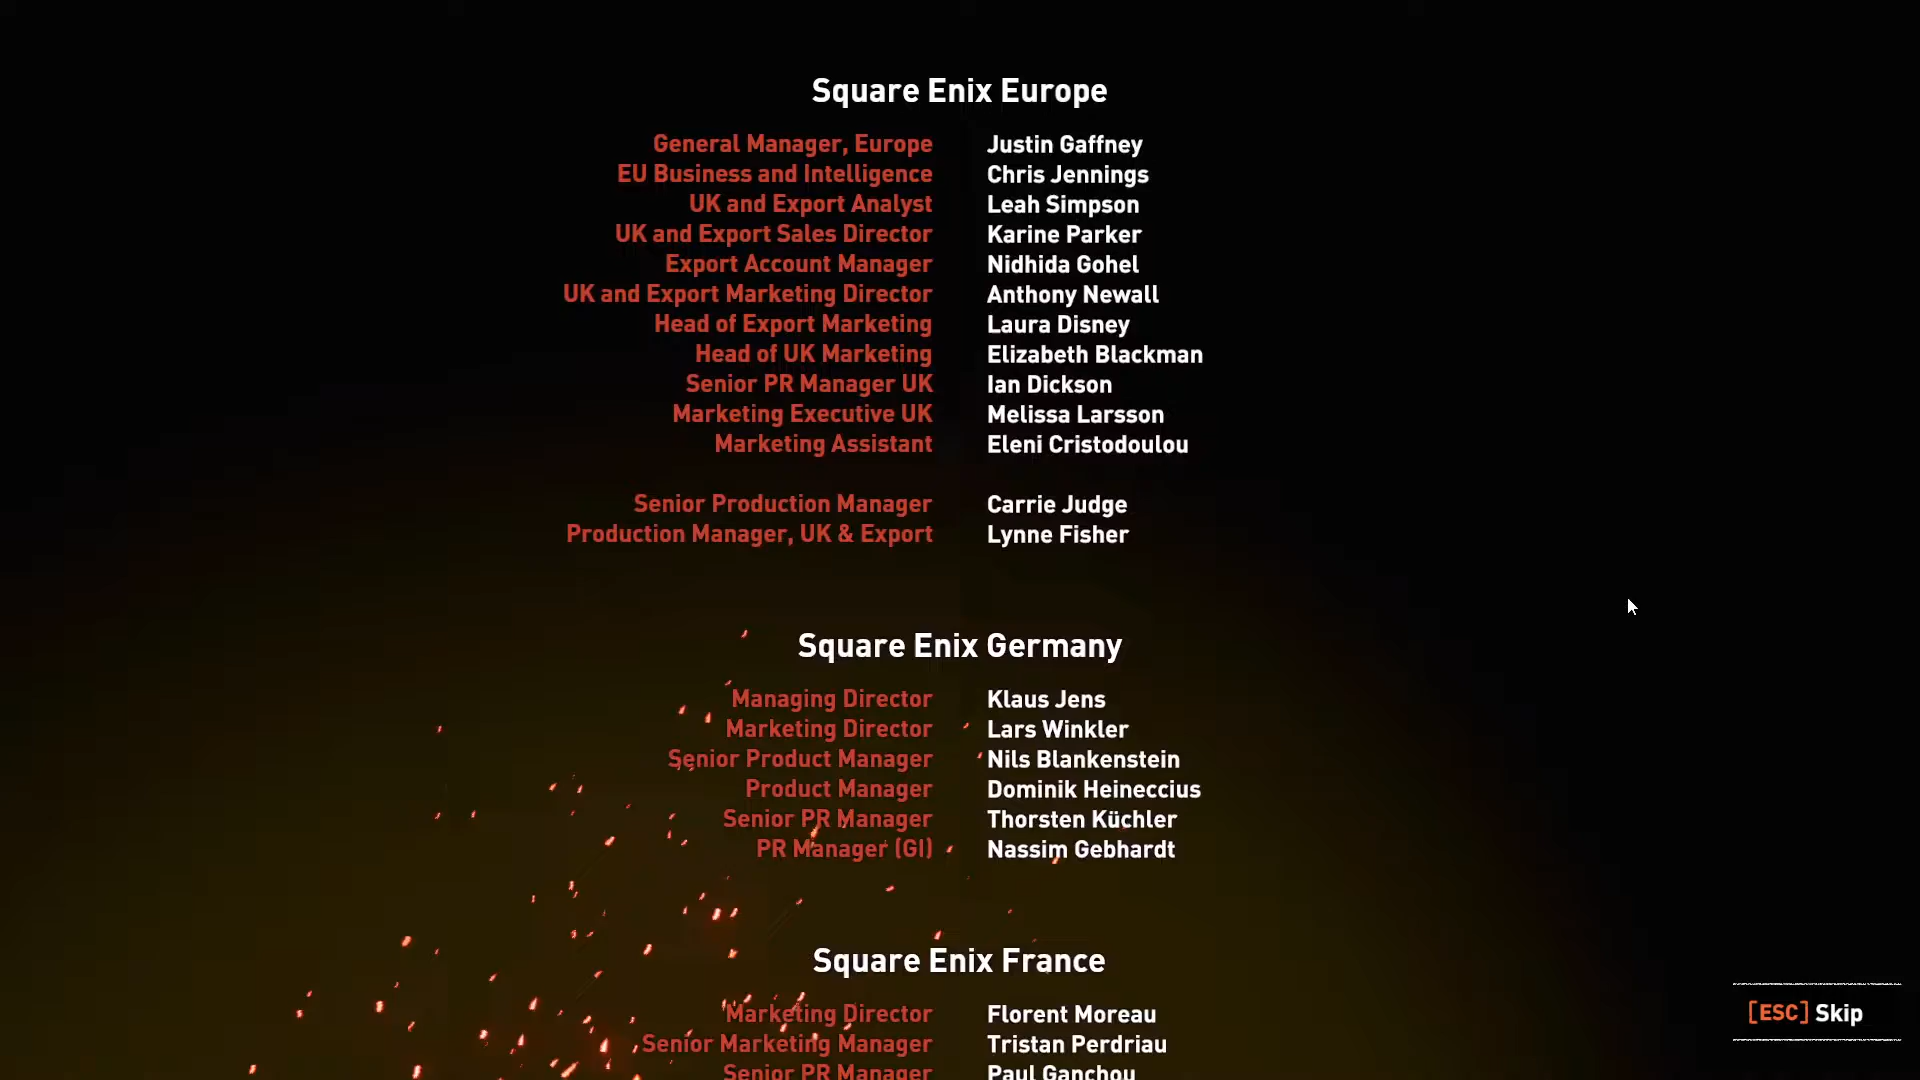 Square Enix Europe
General Manager, Europe Justin Gaffney
EU Business and Intelligence Chris Jennings
UK and Export Analyst Leah Simpson
UK and Export Sales Director Karine Parker
Export Account Manager Nidhida Gohel
UK and Export Marketing Director Anthony Newall
Head of Export Marketing Laura Disney
Head of UK Marketing Elizabeth Blackman
Senior PR Manager UK Ian Dickson
Marketing Executive UK Melissa Larsson
Marketing Assistant Eleni Cristodoulou
Senior Production Manager Carrie Judge
Production Manager, UK & Export Lynne Fisher
Square Enix Germany
Managing Director Klaus Jens
Marketing Director Lars Winkler
Senior Product Manager Nils Blankenstein
Product Manager Dominik Heineccius
Senior PR Manager Thorsten Küchler
PR Manager (GI) Nassim Gebhardt
Square Enix France
Marketing Director Florent Moreau
Senior Marketing Manager Tristan Perdriau
Senior PR Manager Paul Ganchou
[ESC] Skip